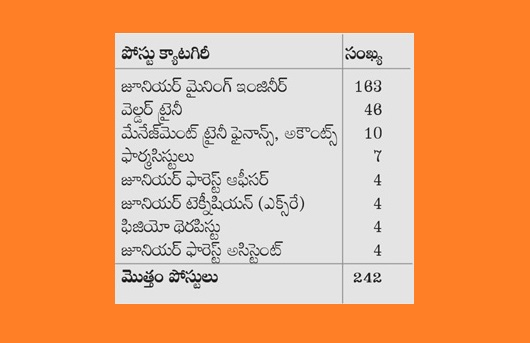 పోస్టు క్యాటగిరీ సంఖ్య
జూనియర్ మైనింగ్ ఇంజినీర్ 163
వెల్డర్ ట్రైనీ 46
మేనేజ్‌మెంట్ ట్రైనీ ఫైనాన్స్, అకౌంట్స్ 10
ఫార్మసిస్టులు 7
జూనియర్ ఫారెస్ట్ ఆఫీసర్ 4
జూనియర్ టెక్నీషియన్ (ఎక్స్‌రే) 4
ఫిజియో థెరపిస్టు 4
జూనియర్ ఫారెస్ట్ అసిస్టెంట్ 4
మొత్తం పోస్టులు 242